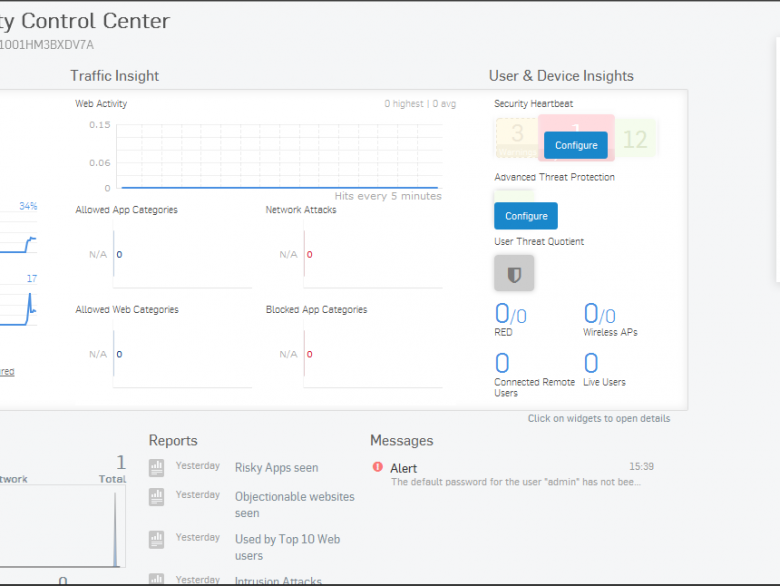 ty Control Center
1001HM3BXDV7A
Traffic Insight
User & Device Insights
Web Activity
0 highest | 0 avg
0.15
0.06
0
Hits every 5 minutes
Security Heartbeat
3
1
12
Configure
Advanced Threat Protection
Configure
User Threat Quotient
34%
17
Allowed App Categories
Network Attacks
N/A 0
N/A 0
Allowed Web Categories
Blocked App Categories
N/A 0
N/A 0
0/0
0/0
RED
Wireless APs
0
0
Connected Remote Users
Live Users
ured
Click on widgets to open details
Reports
Messages
1
twork
Total
0
Yesterday Risky Apps seen
Yesterday Objectionable websites
seen
Yesterday Used by Top 10 Web
users
Yesterday Intrusion Attacks
Alert
15:39
The default password for the user "admin" has not bee...